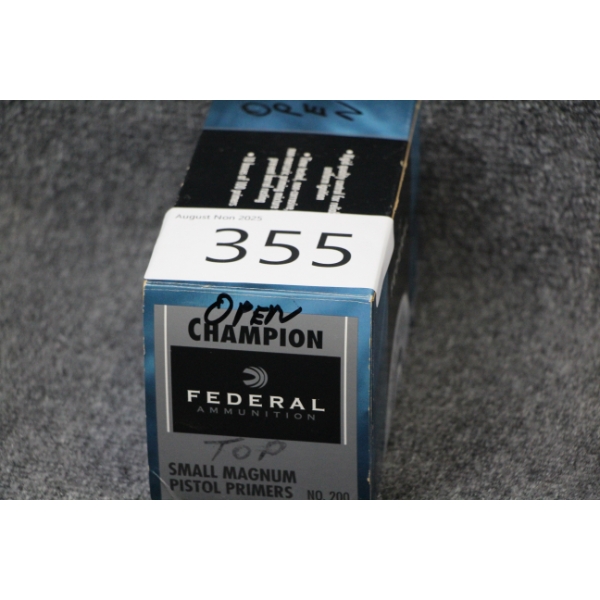 OPEN
August Non 2025
355
OPEN
CHAMPION
FEDERAL
AMMUNITION
TOP
SMALL MAGNUM
PISTOL PRIMERS NO. 200